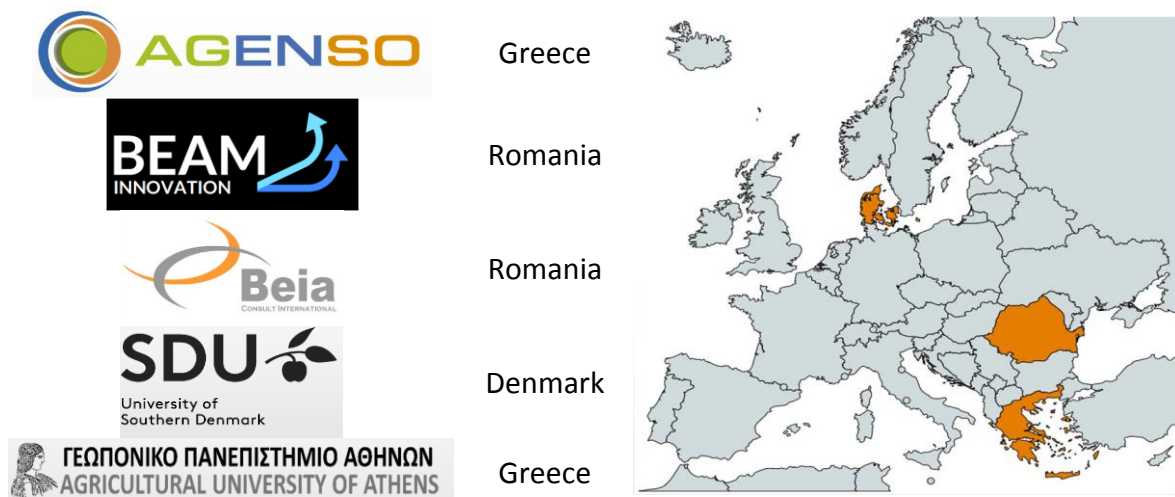 AGENSO
Greece
BEAM
INNOVATION
Romania
Beia
CONSULT INTERNATIONAL
Romania
SDU
University of
Southern Denmark
Denmark
ΓΕΩΠΟΝΙΚΟ ΠΑΝΕΠΙΣΤΗΜΙΟ ΑΘΗΝΩΝ
AGRICULTURAL UNIVERSITY OF ATHENS
Greece